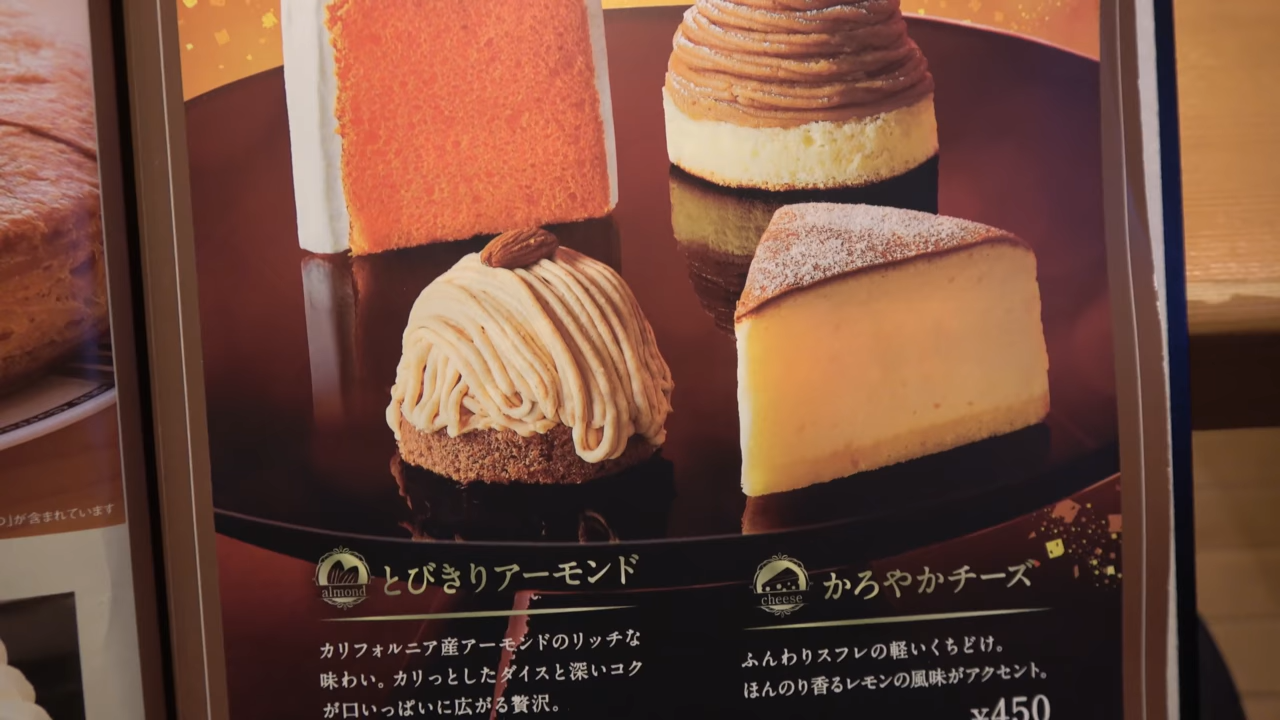 つ」が含まれています
almond
とびきりアーモンド
カリフォルニア産アーモンドのリッチな
味わい。カリっとしたダイスと深いコク
が口いっぱいに広がる贅沢。
cheese
かろやかチーズ
ふんわりスフレの軽いくちどけ。
ほんのり香るレモンの風味がアクセント。
¥450